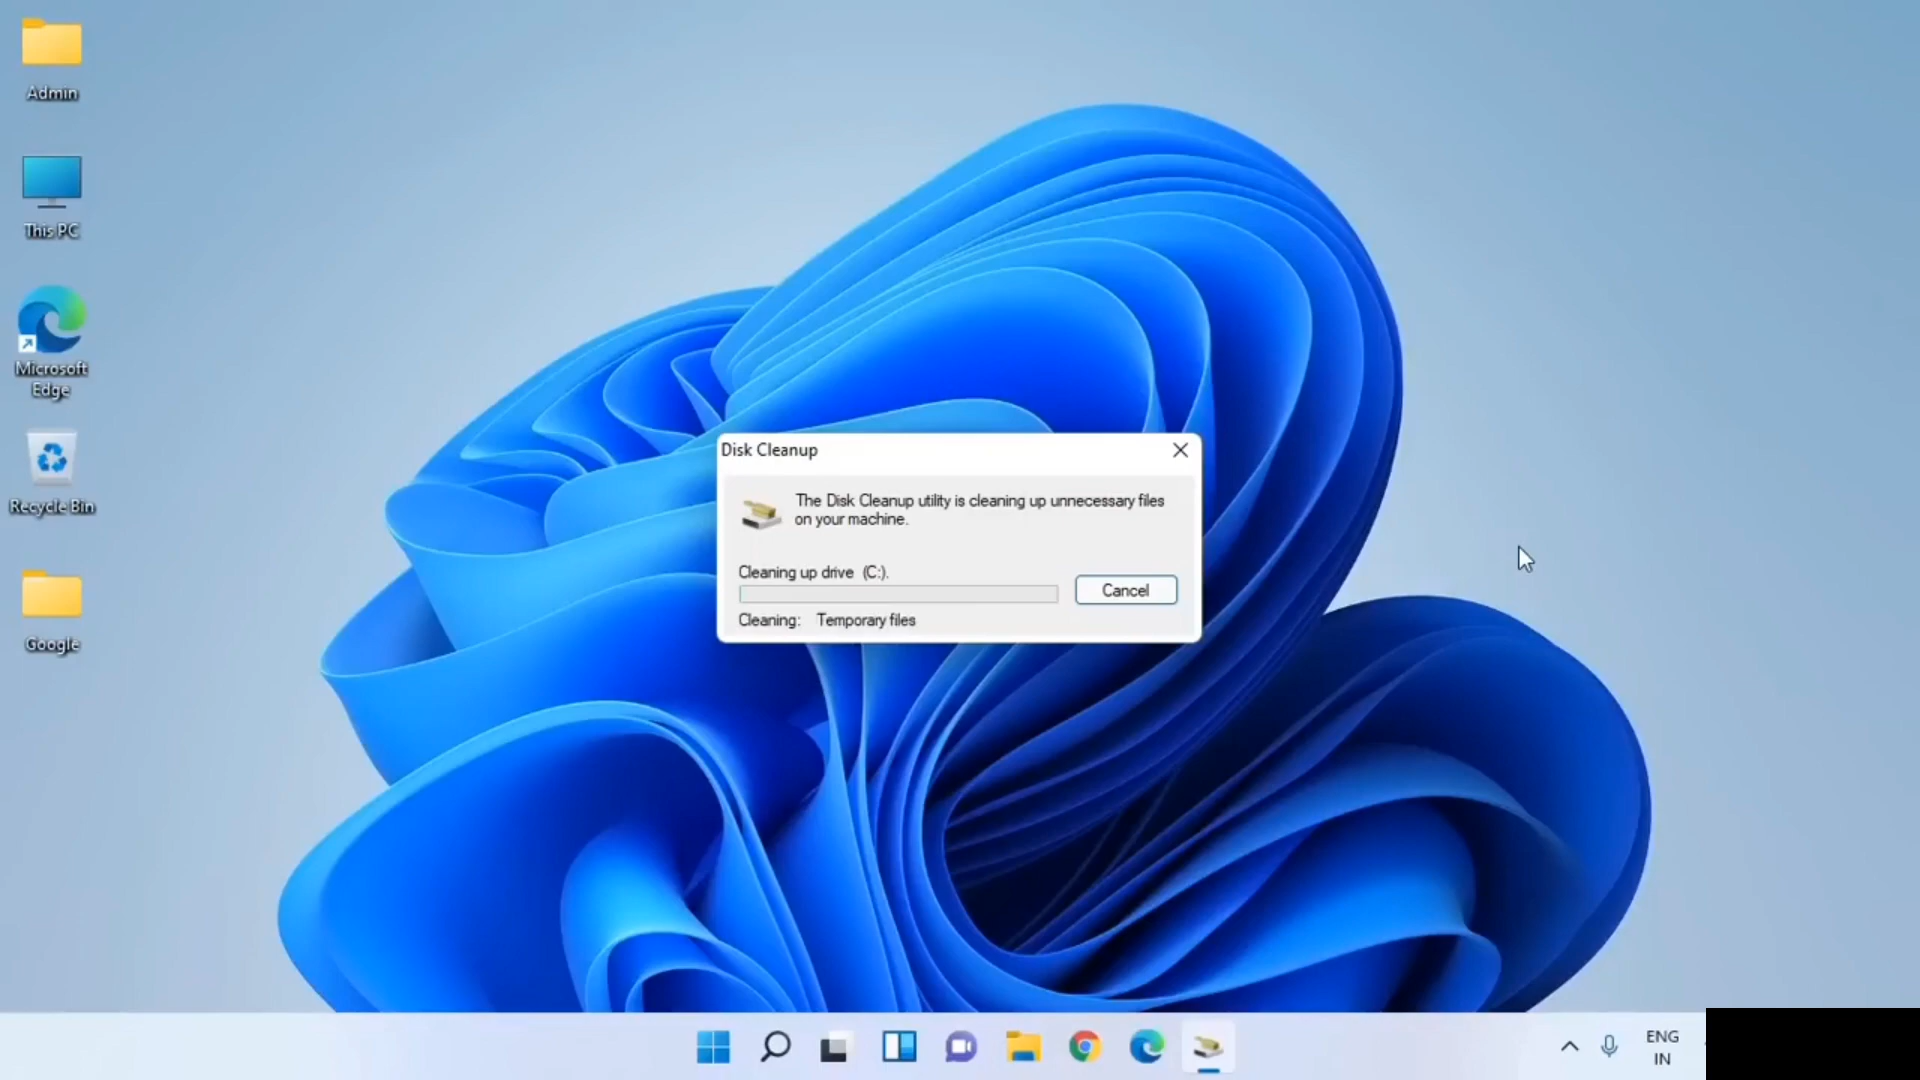 Admin
This PC
Microsoft
Edge
Recycle Bin
Google
Disk Cleanup
The Disk Cleanup utility is cleaning up unnecessary files
on your machine.
Cleaning up drive (C:).
Cancel
Cleaning: Temporary files
ENG
IN